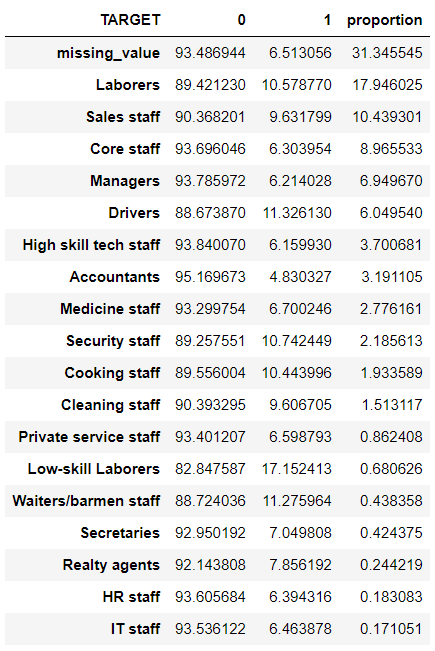 TARGET 0 1 proportion
missing_value 93.486944 6.513056 31.345545
Laborers 89.421230 10.578770 17.946025
Sales staff 90.368201 9.631799 10.439301
Core staff 93.696046 6.303954 8.965533
Managers 93.785972 6.214028 6.949670
Drivers 88.673870 11.326130 6.049540
High skill tech staff 93.840070 6.159930 3.700681
Accountants 95.169673 4.830327 3.191105
Medicine staff 93.299754 6.700246 2.776161
Security staff 89.257551 10.742449 2.185613
Cooking staff 89.556004 10.443996 1.933589
Cleaning staff 90.393295 9.606705 1.513117
Private service staff 93.401207 6.598793 0.862408
Low-skill Laborers 82.847587 17.152413 0.680626
Waiters/barmen staff 88.724036 11.275964 0.438358
Secretaries 92.950192 7.049808 0.424375
Realty agents 92.143808 7.856192 0.244219
HR staff 93.605684 6.394316 0.183083
IT staff 93.536122 6.463878 0.171051